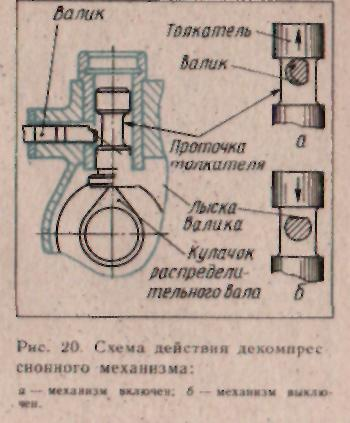 Валик
Толкатель
Валик
а
Проточка
толкателя
Лыска
валика
Кулачок
распредели-
тельного вала
б
Рис. 20. Схема действия декомпрес
сионного механизма:
а — механизм включен; б — механизм выклю-
чен.